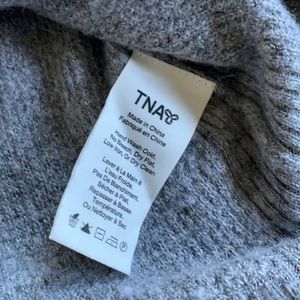 TNA
Made in China
Fabriqué en Chine
Hand Wash Cold,
No Bleach, Dry Flat,
Low Iron, Or Dry Clean
Laver à La Main à
L'eau Froide,
Pas De Blanchiment,
Sécher à Plat,
Repasser à Basse
Température,
Ou Nettoyer à Sec